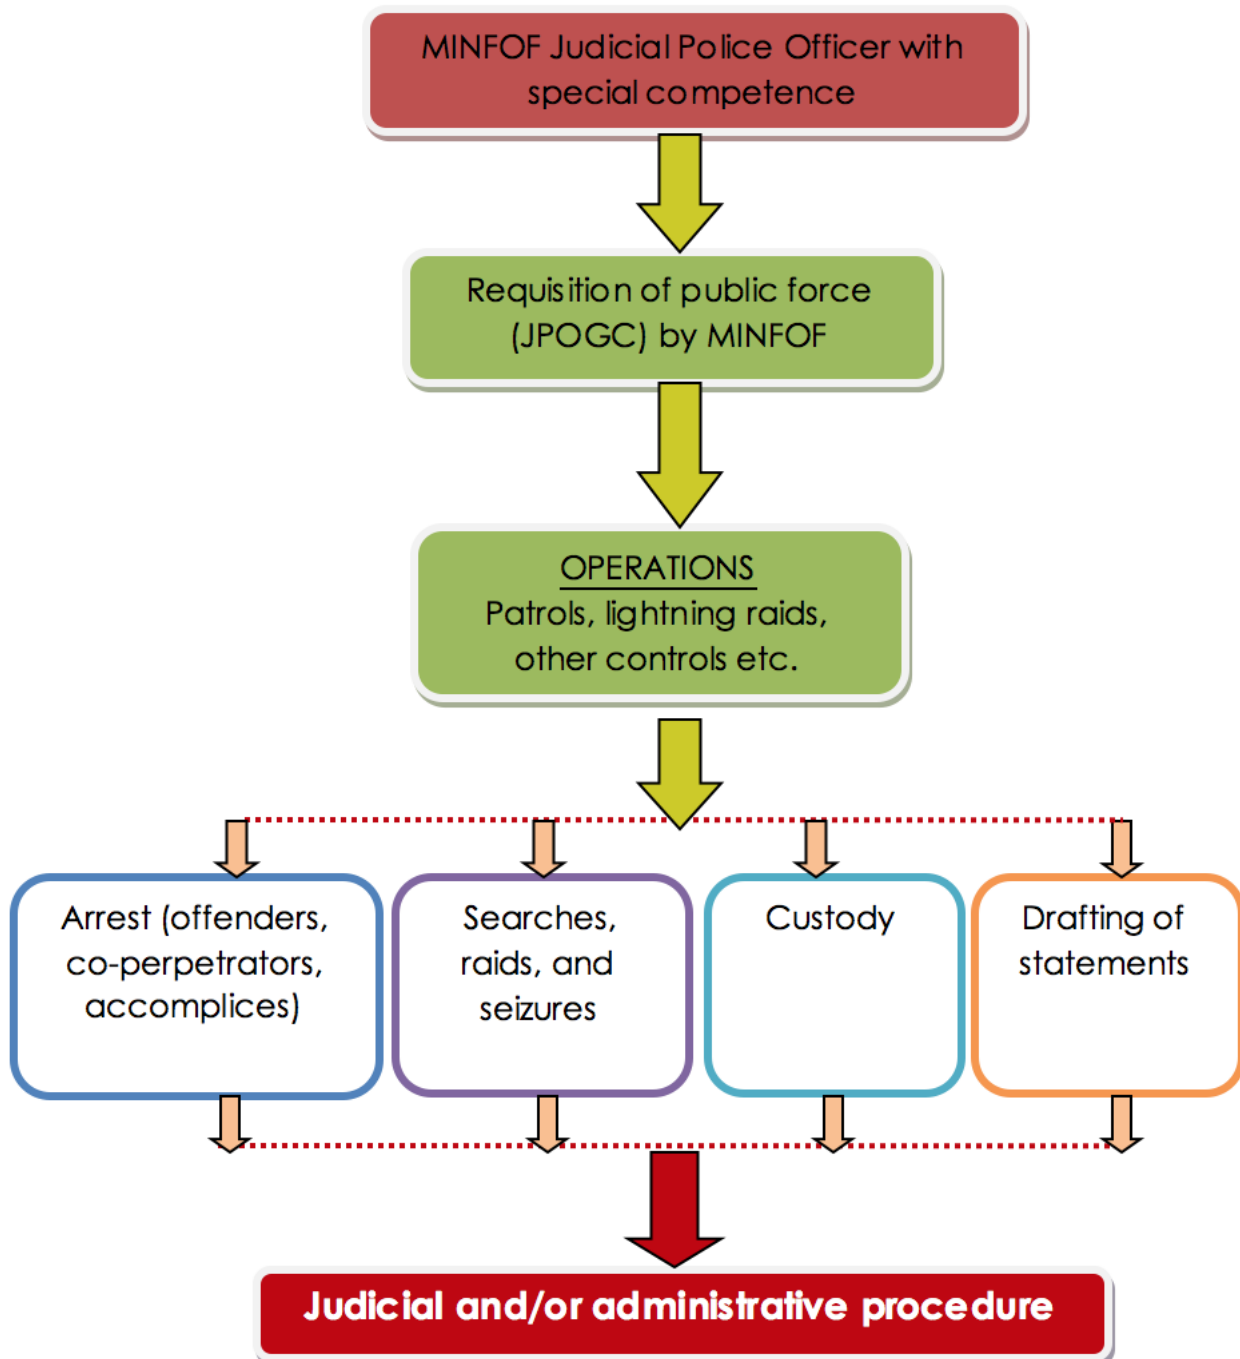 MINFOF Judicial Police Officer with
special competence
Requisition of public force
(JPOGC) by MINFOF
OPERATIONS
Patrols, lightning raids,
other controls etc.
Arrest (offenders,
co-perpetrators,
accomplices)
Searches,
raids, and
seizures
Custody
Drafting of
statements
Judicial and/or administrative procedure